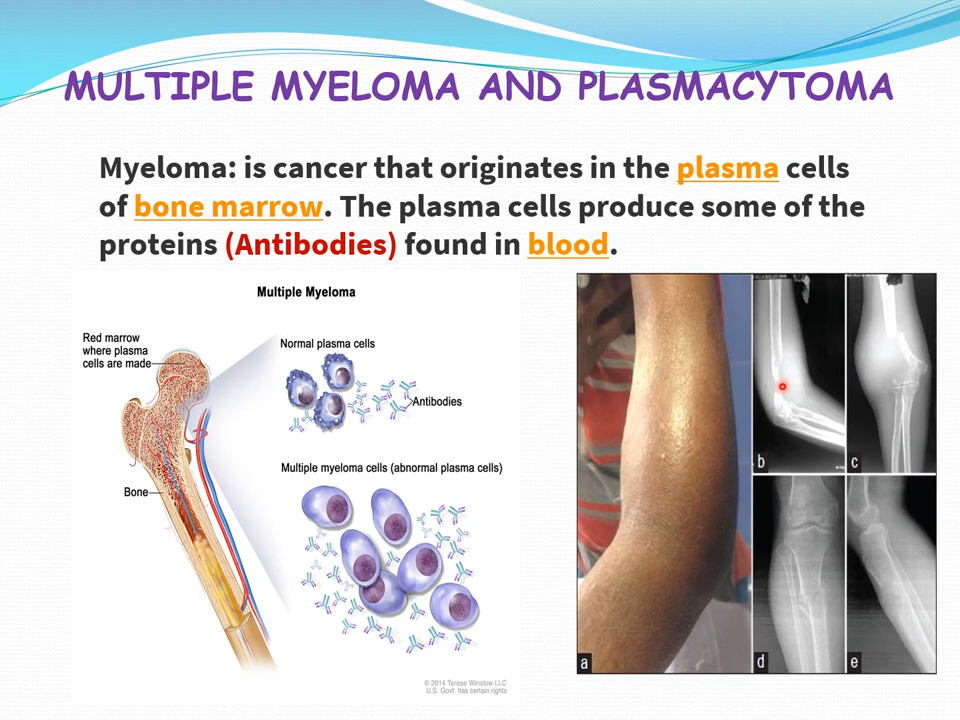 MULTIPLE MYELOMA AND PLASMACYTOMA
Myeloma: is cancer that originates in the plasma cells
of bone marrow. The plasma cells produce some of the
proteins (Antibodies) found in blood.
Multiple Myeloma
Red marrow
where plasma
cells are made
Normal plasma cells
Antibodies
Multiple myeloma cells (abnormal plasma cells)
Bone
© 2014 Terese Winslow LLC
U.S. Govt. has certain rights
a
b
c
d
e